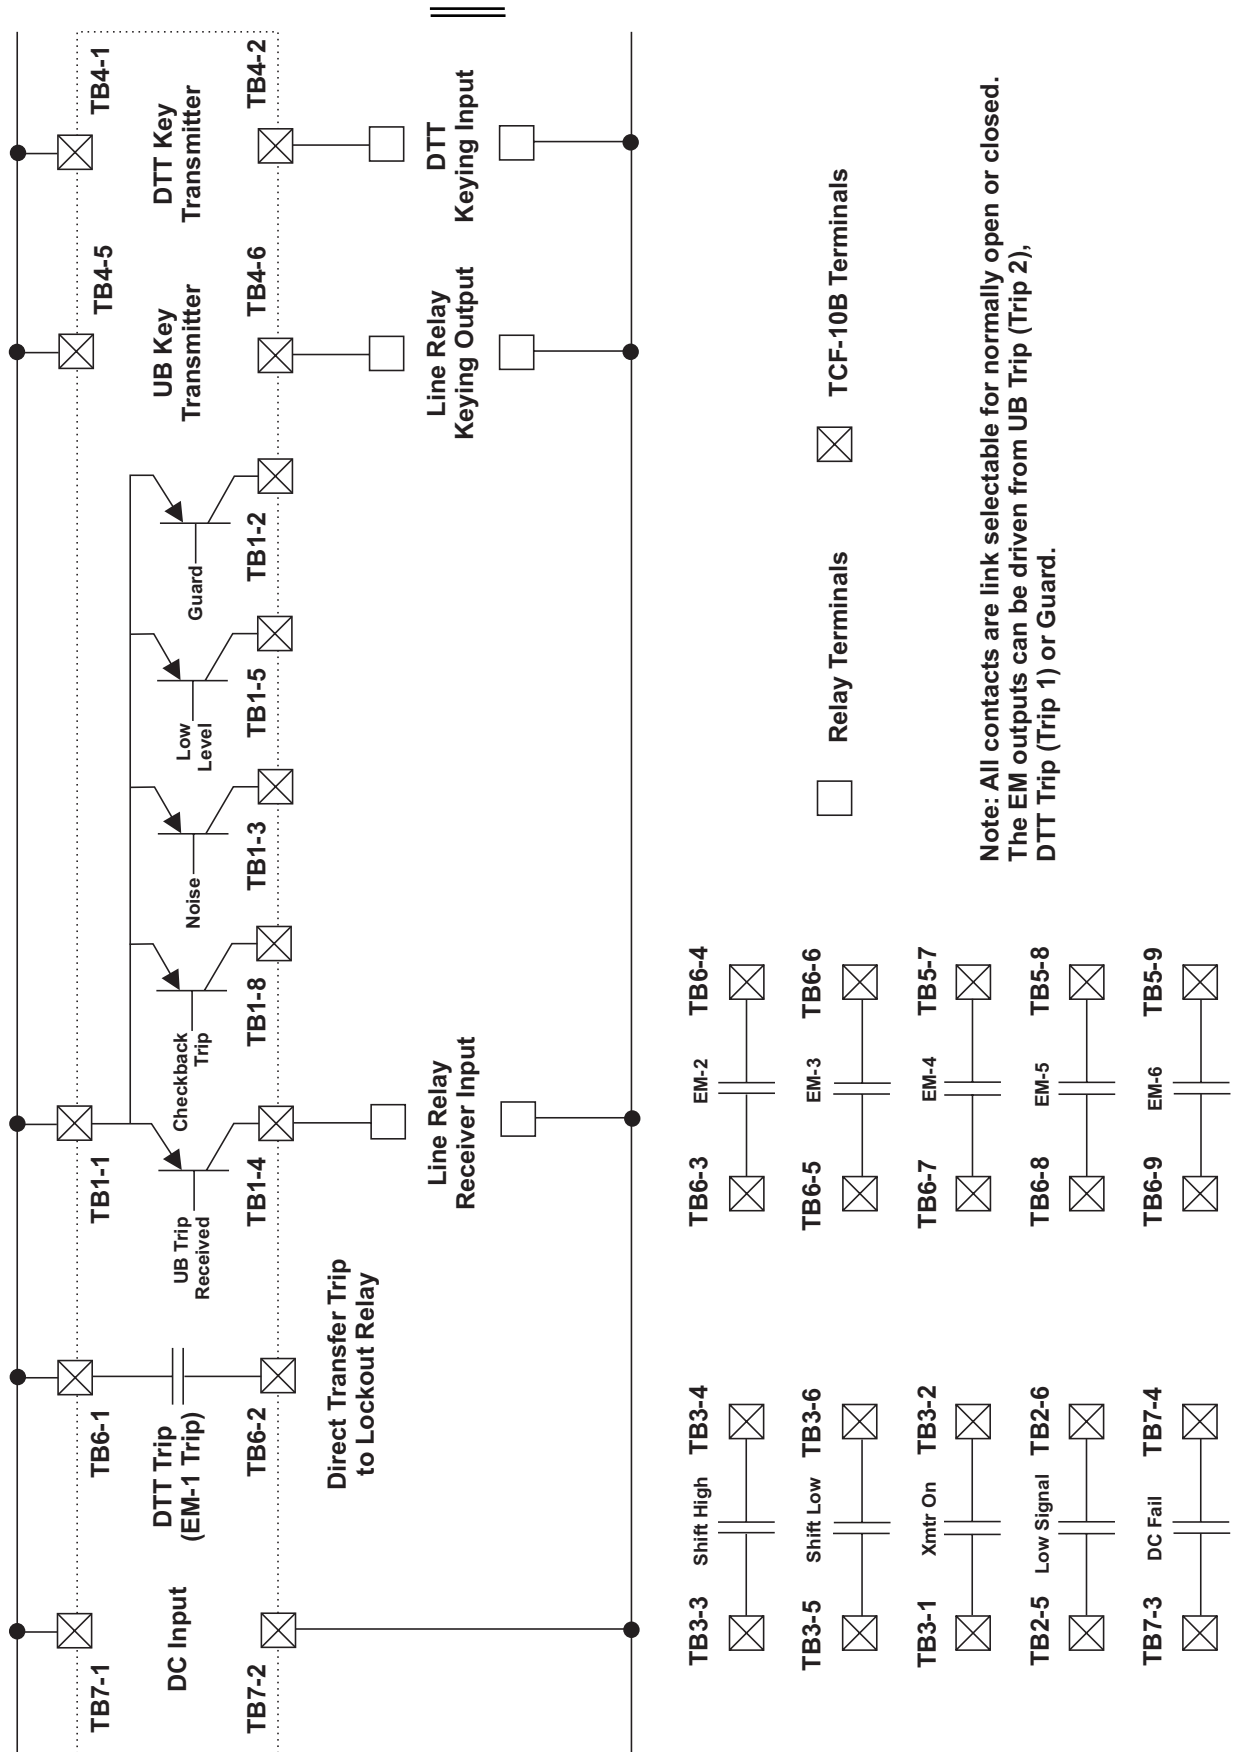 TB7-1
TB6-1
TB1-1
TB4-5
TB4-1
DC Input
DTT Trip
(EM-1 Trip)
UB Trip
Received
Checkback
Trip
Noise
Low
Level
Guard
UB Key
Transmitter
DTT Key
Transmitter
TB7-2
TB6-2
TB1-4
TB1-8
TB1-3
TB1-5
TB1-2
TB4-6
TB4-2
Direct Transfer Trip
to Lockout Relay
Line Relay
Receiver Input
Line Relay
Keying Output
DTT
Keying Input
TB3-3
Shift High
TB3-4
TB6-3
EM-2
TB6-4
TB3-5
Shift Low
TB3-6
TB6-5
EM-3
TB6-6
TB3-1
Xmtr On
TB3-2
TB6-7
EM-4
TB5-7
TB2-5
Low Signal
TB2-6
TB6-8
EM-5
TB5-8
TB7-3
DC Fail
TB7-4
TB6-9
EM-6
TB5-9
Relay Terminals
TCF-10B Terminals
Note: All contacts are link selectable for normally open or closed.
The EM outputs can be driven from UB Trip (Trip 2),
DTT Trip (Trip 1) or Guard.